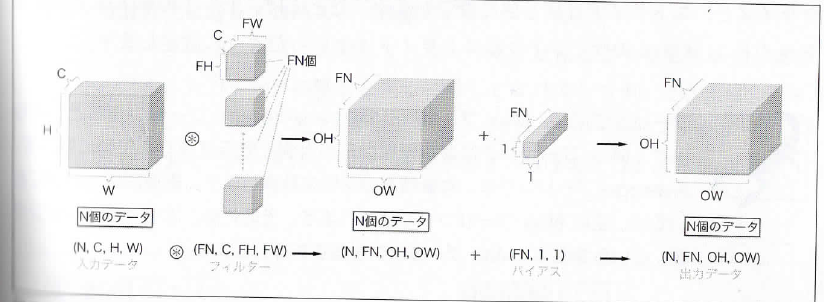 C
FW
FH
FN個
C
H
W
⊛
FN
OH
OW
+
FN
1
1
FN
OH
OW
N個のデータ
N個のデータ
N個のデータ
(N, C, H, W) ⊛ (FN, C, FH, FW) → (N, FN, OH, OW) + (FN, 1, 1) → (N, FN, OH, OW)
入力データ フィルター バイアス 出力データ